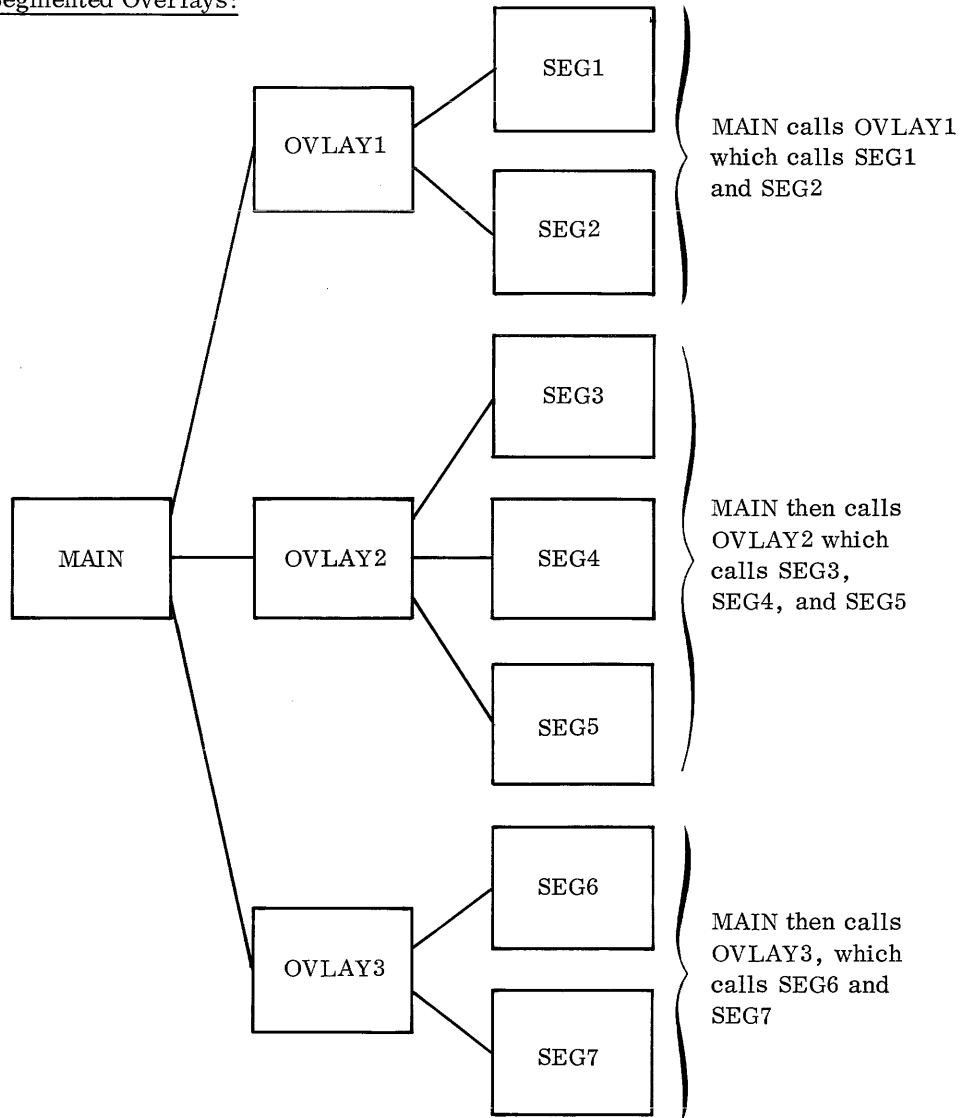 Segmented Overlays:
SEG1
OVLAY1
MAIN calls OVLAY1
which calls SEG1
and SEG2
SEG2
SEG3
MAIN
OVLAY2
SEG4
MAIN then calls
OVLAY2 which
calls SEG3,
SEG4, and SEG5
SEG5
SEG6
OVLAY3
MAIN then calls
OVLAY3, which
calls SEG6 and
SEG7
SEG7